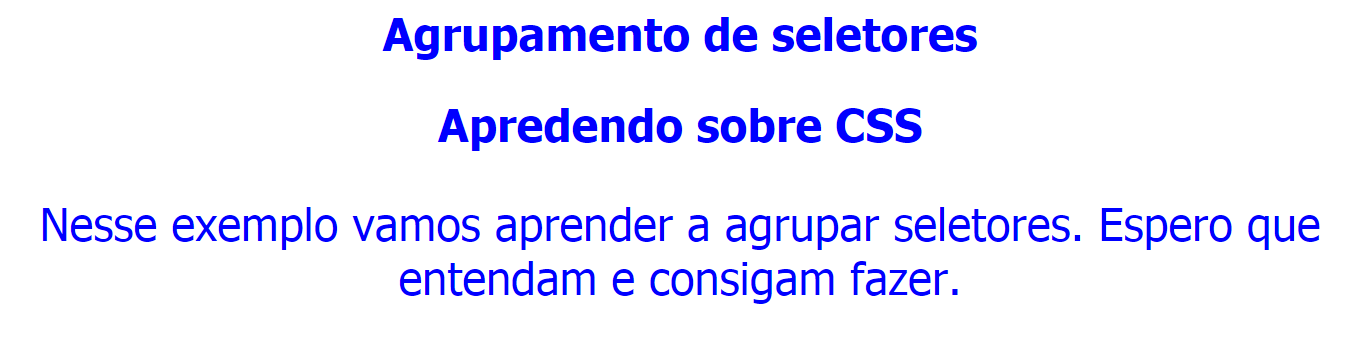 Agrupamento de seletores
Apredendo sobre CSS
Nesse exemplo vamos aprender a agrupar seletores. Espero que
entendam e consigam fazer.